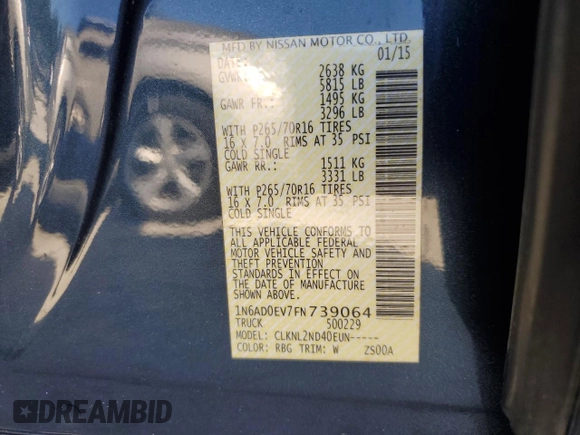 MFD BY NISSAN MOTOR CO., LTD.
DATE: 01/15
GVWR: 2638 KG
5815 LB
GAWR FR.: 1495 KG
3296 LB
WITH P265/70R16 TIRES
16 X 7.0 RIMS AT 35 PSI
COLD SINGLE
GAWR RR.: 1511 KG
3331 LB
WITH P265/70R16 TIRES
16 X 7.0 RIMS AT 35 PSI
COLD SINGLE
THIS VEHICLE CONFORMS TO
ALL APPLICABLE FEDERAL
MOTOR VEHICLE SAFETY AND
THEFT PREVENTION
STANDARDS IN EFFECT ON
THE DATE OF MANUFACTURE
SHOWN ABOVE.
1N6AD0EV7FN739064
TRUCK 500229
MODEL: CLKNL2ND40EUN-----
COLOR: RBG TRIM: W ZS00A
DREAMBID